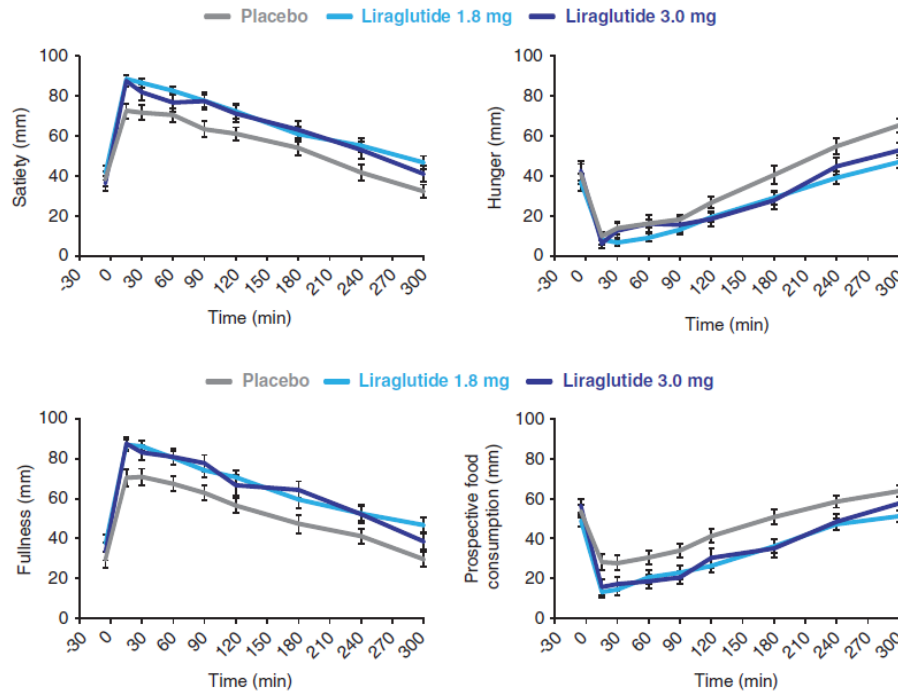 Placebo Liraglutide 1.8 mg Liraglutide 3.0 mg
100
80
60
40
20
0
Satiety (mm)
-30 0 30 60 90 120 150 180 210 240 270 300
Time (min)
100
80
60
40
20
0
Hunger (mm)
-30 0 30 60 90 120 150 180 210 240 270 300
Time (min)
Placebo Liraglutide 1.8 mg Liraglutide 3.0 mg
100
80
60
40
20
0
Fullness (mm)
-30 0 30 60 90 120 150 180 210 240 270 300
Time (min)
100
80
60
40
20
0
Prospective food
consumption (mm)
-30 0 30 60 90 120 150 180 210 240 270 300
Time (min)